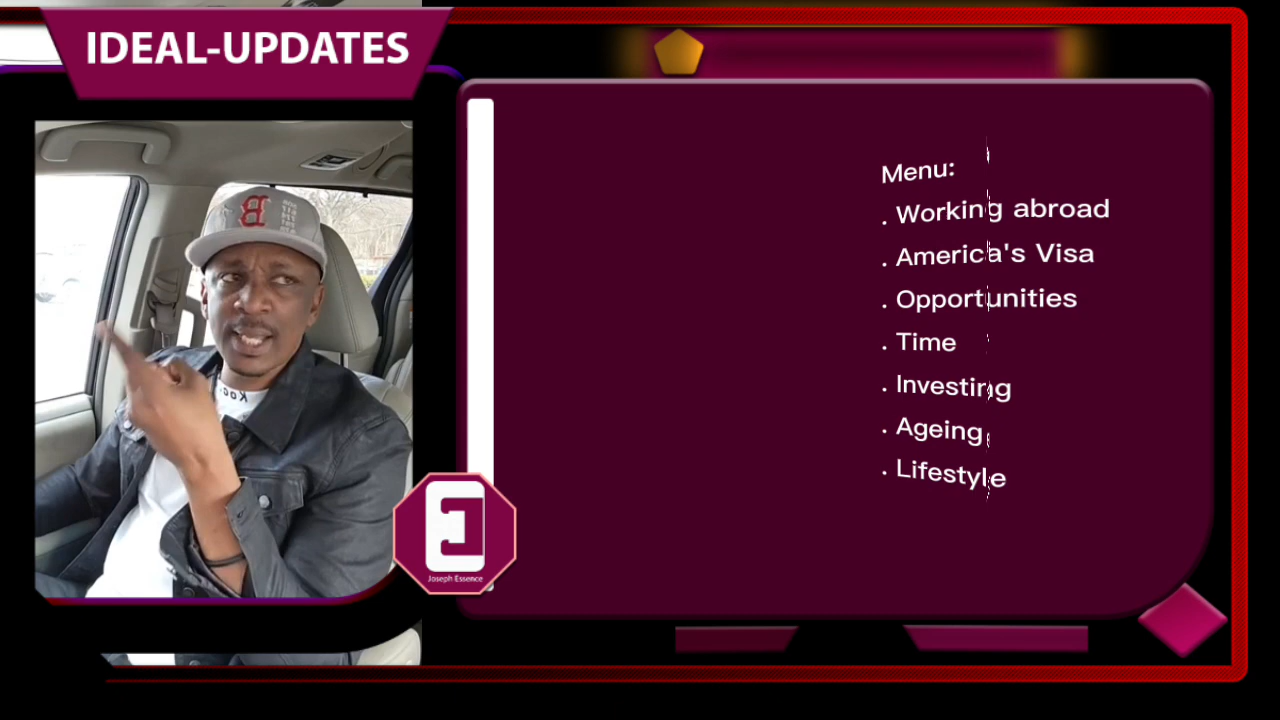 IDEAL-UPDATES
Menu:
. Working abroad
. America's Visa
. Opportunities
. Time
. Investing
. Ageing
. Lifestyle
Joseph Essence